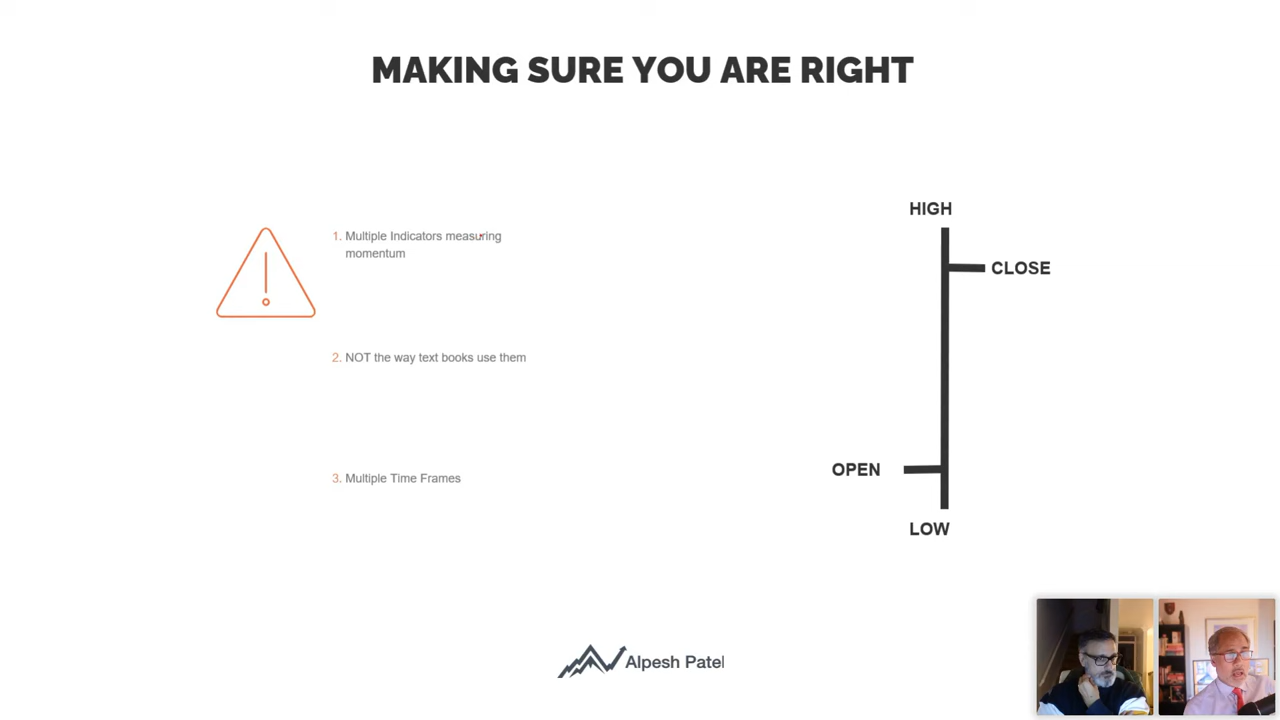 MAKING SURE YOU ARE RIGHT
1. Multiple Indicators measuring
momentum
2. NOT the way text books use them
3. Multiple Time Frames
HIGH
CLOSE
OPEN
LOW
Alpesh Patel